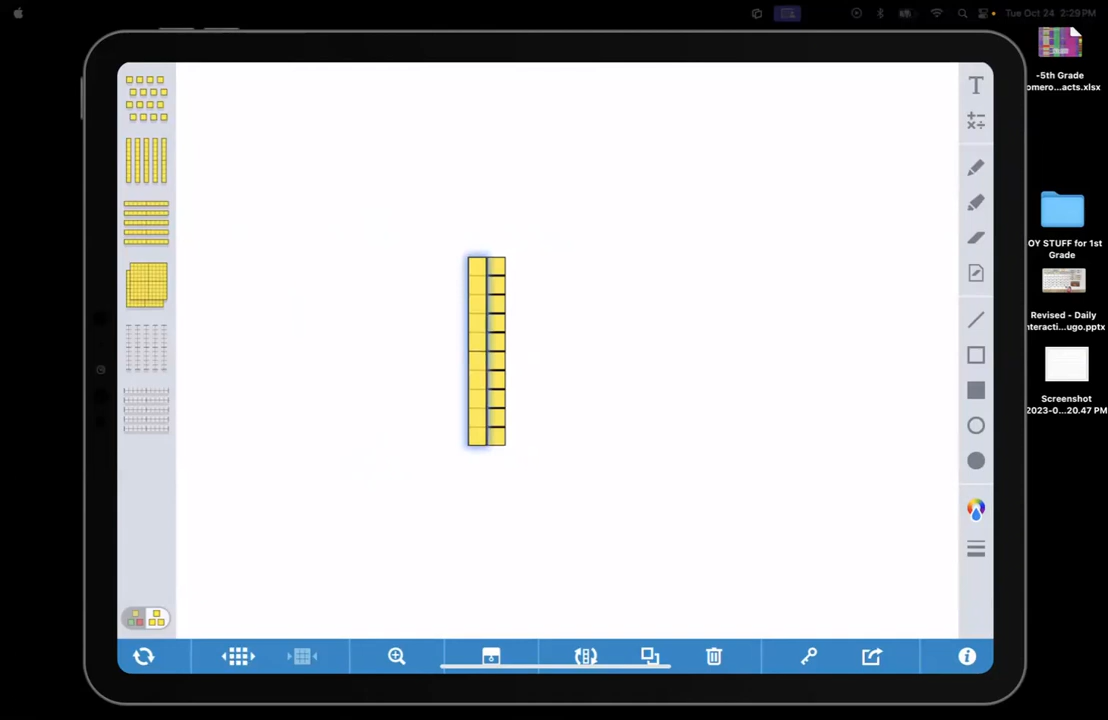 Tue Oct 24 2:29 PM
-5th Grade
omero...acts.xlsx
OY STUFF for 1st
Grade
Revised - Daily
Interacti...ugo.pptx
Screenshot
2023-0...20.47 PM
T
i